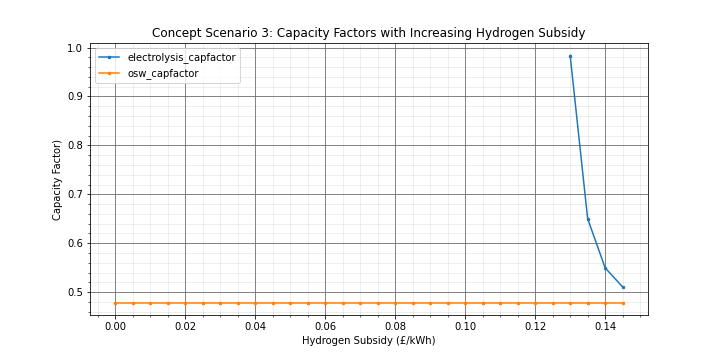 Concept Scenario 3: Capacity Factors with Increasing Hydrogen Subsidy
electrolysis_capfactor
osw_capfactor
1.0
0.9
0.8
0.7
0.6
0.5
Capacity Factor)
0.00 0.02 0.04 0.06 0.08 0.10 0.12 0.14
Hydrogen Subsidy (£/kWh)